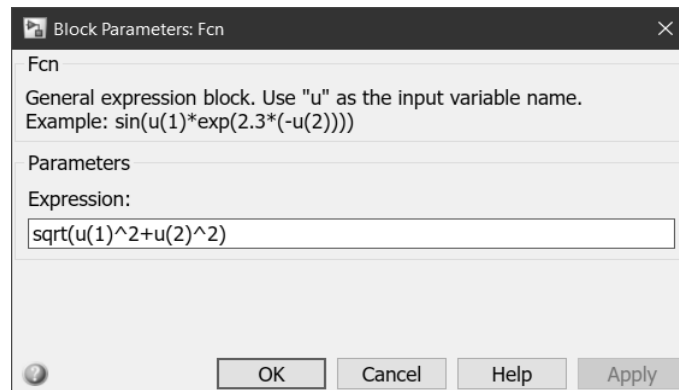 Block Parameters: Fcn
Fcn
General expression block. Use "u" as the input variable name.
Example: sin(u(1)*exp(2.3*(-u(2))))
Parameters
Expression:
sqrt(u(1)^2+u(2)^2)
OK Cancel Help Apply